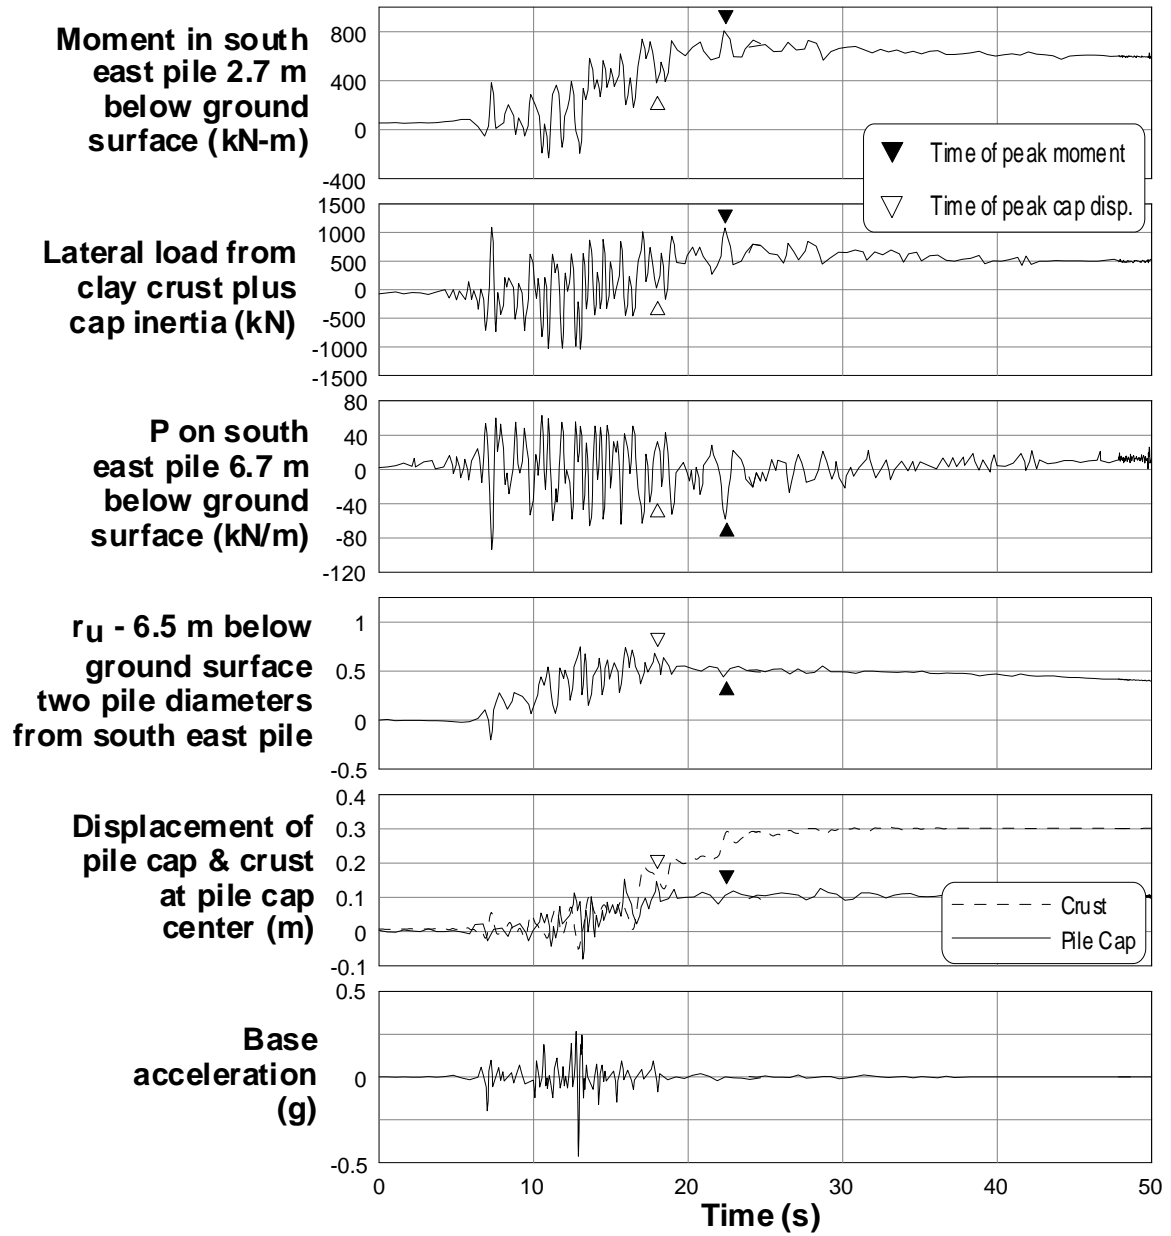 Moment in south
east pile 2.7 m
below ground
surface (kN-m)
800
400
0
-400
Time of peak moment
Time of peak cap disp.
Lateral load from
clay crust plus
cap inertia (kN)
1500
1000
500
0
-500
-1000
-1500
P on south
east pile 6.7 m
below ground
surface (kN/m)
80
40
0
-40
-80
-120
ru - 6.5 m below
ground surface
two pile diameters
from south east pile
1
0.5
0
-0.5
Displacement of
pile cap & crust
at pile cap
center (m)
0.4
0.3
0.2
0.1
0
-0.1
Crust
Pile Cap
Base
acceleration
(g)
0.5
0
-0.5
0 10 20 30 40 50
Time (s)